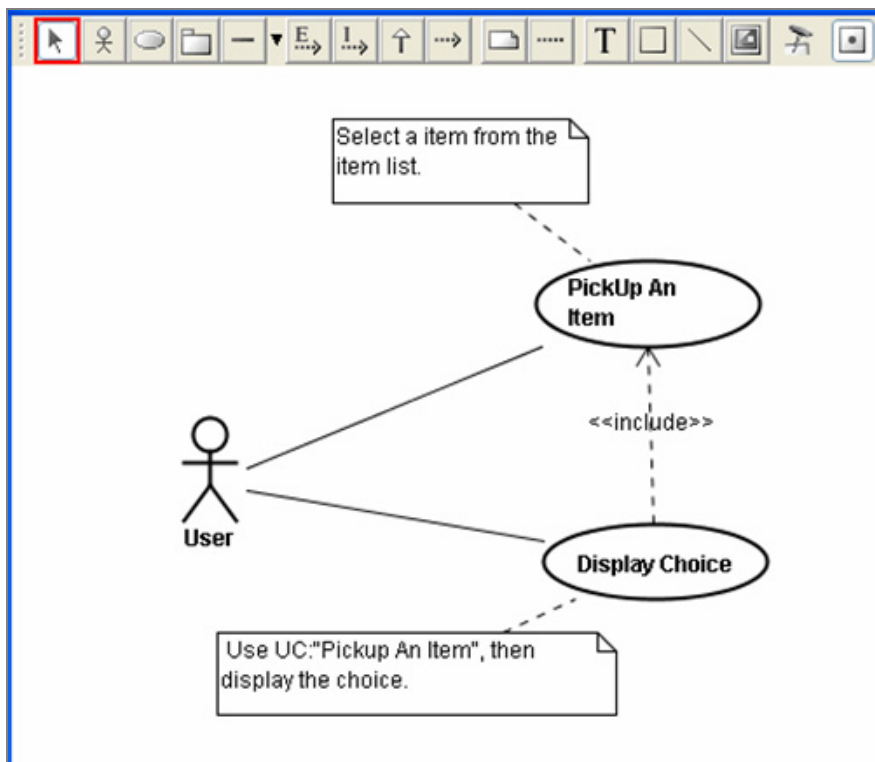 E
I
T
Select a item from the
item list.
PickUp An
Item
<<include>>
User
Display Choice
Use UC:"Pickup An Item", then
display the choice.